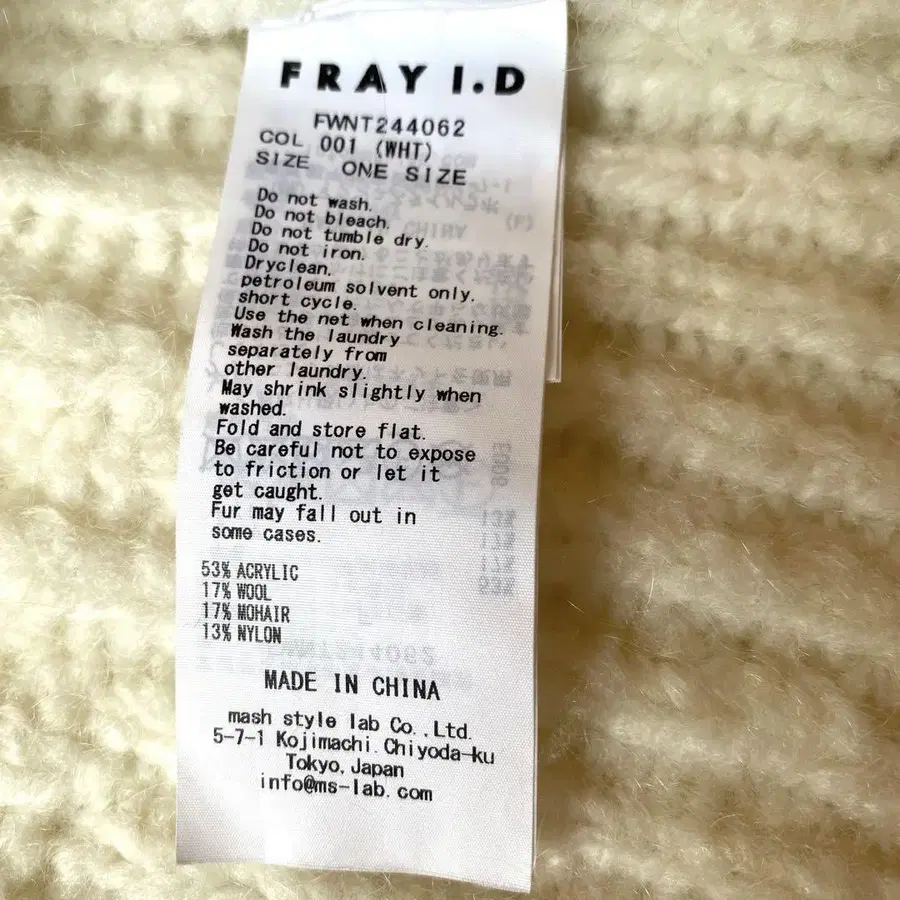 FRAY I.D
FWNT244062
COL 001 (WHT)
SIZE ONE SIZE
Do not wash.
Do not bleach.
Do not tumble dry.
Do not iron.
Dryclean.
petroleum solvent only.
short cycle.
Use the net when cleaning.
Wash the laundry
separately from
other laundry.
May shrink slightly when
washed.
Fold and store flat.
Be careful not to expose
to friction or let it
get caught.
Fur may fall out in
some cases.
53% ACRYLIC
17% WOOL
17% MOHAIR
13% NYLON
MADE IN CHINA
mash style lab Co.,Ltd.
5-7-1 Kojimachi.Chiyoda-ku
Tokyo,Japan
info@ms-lab.com